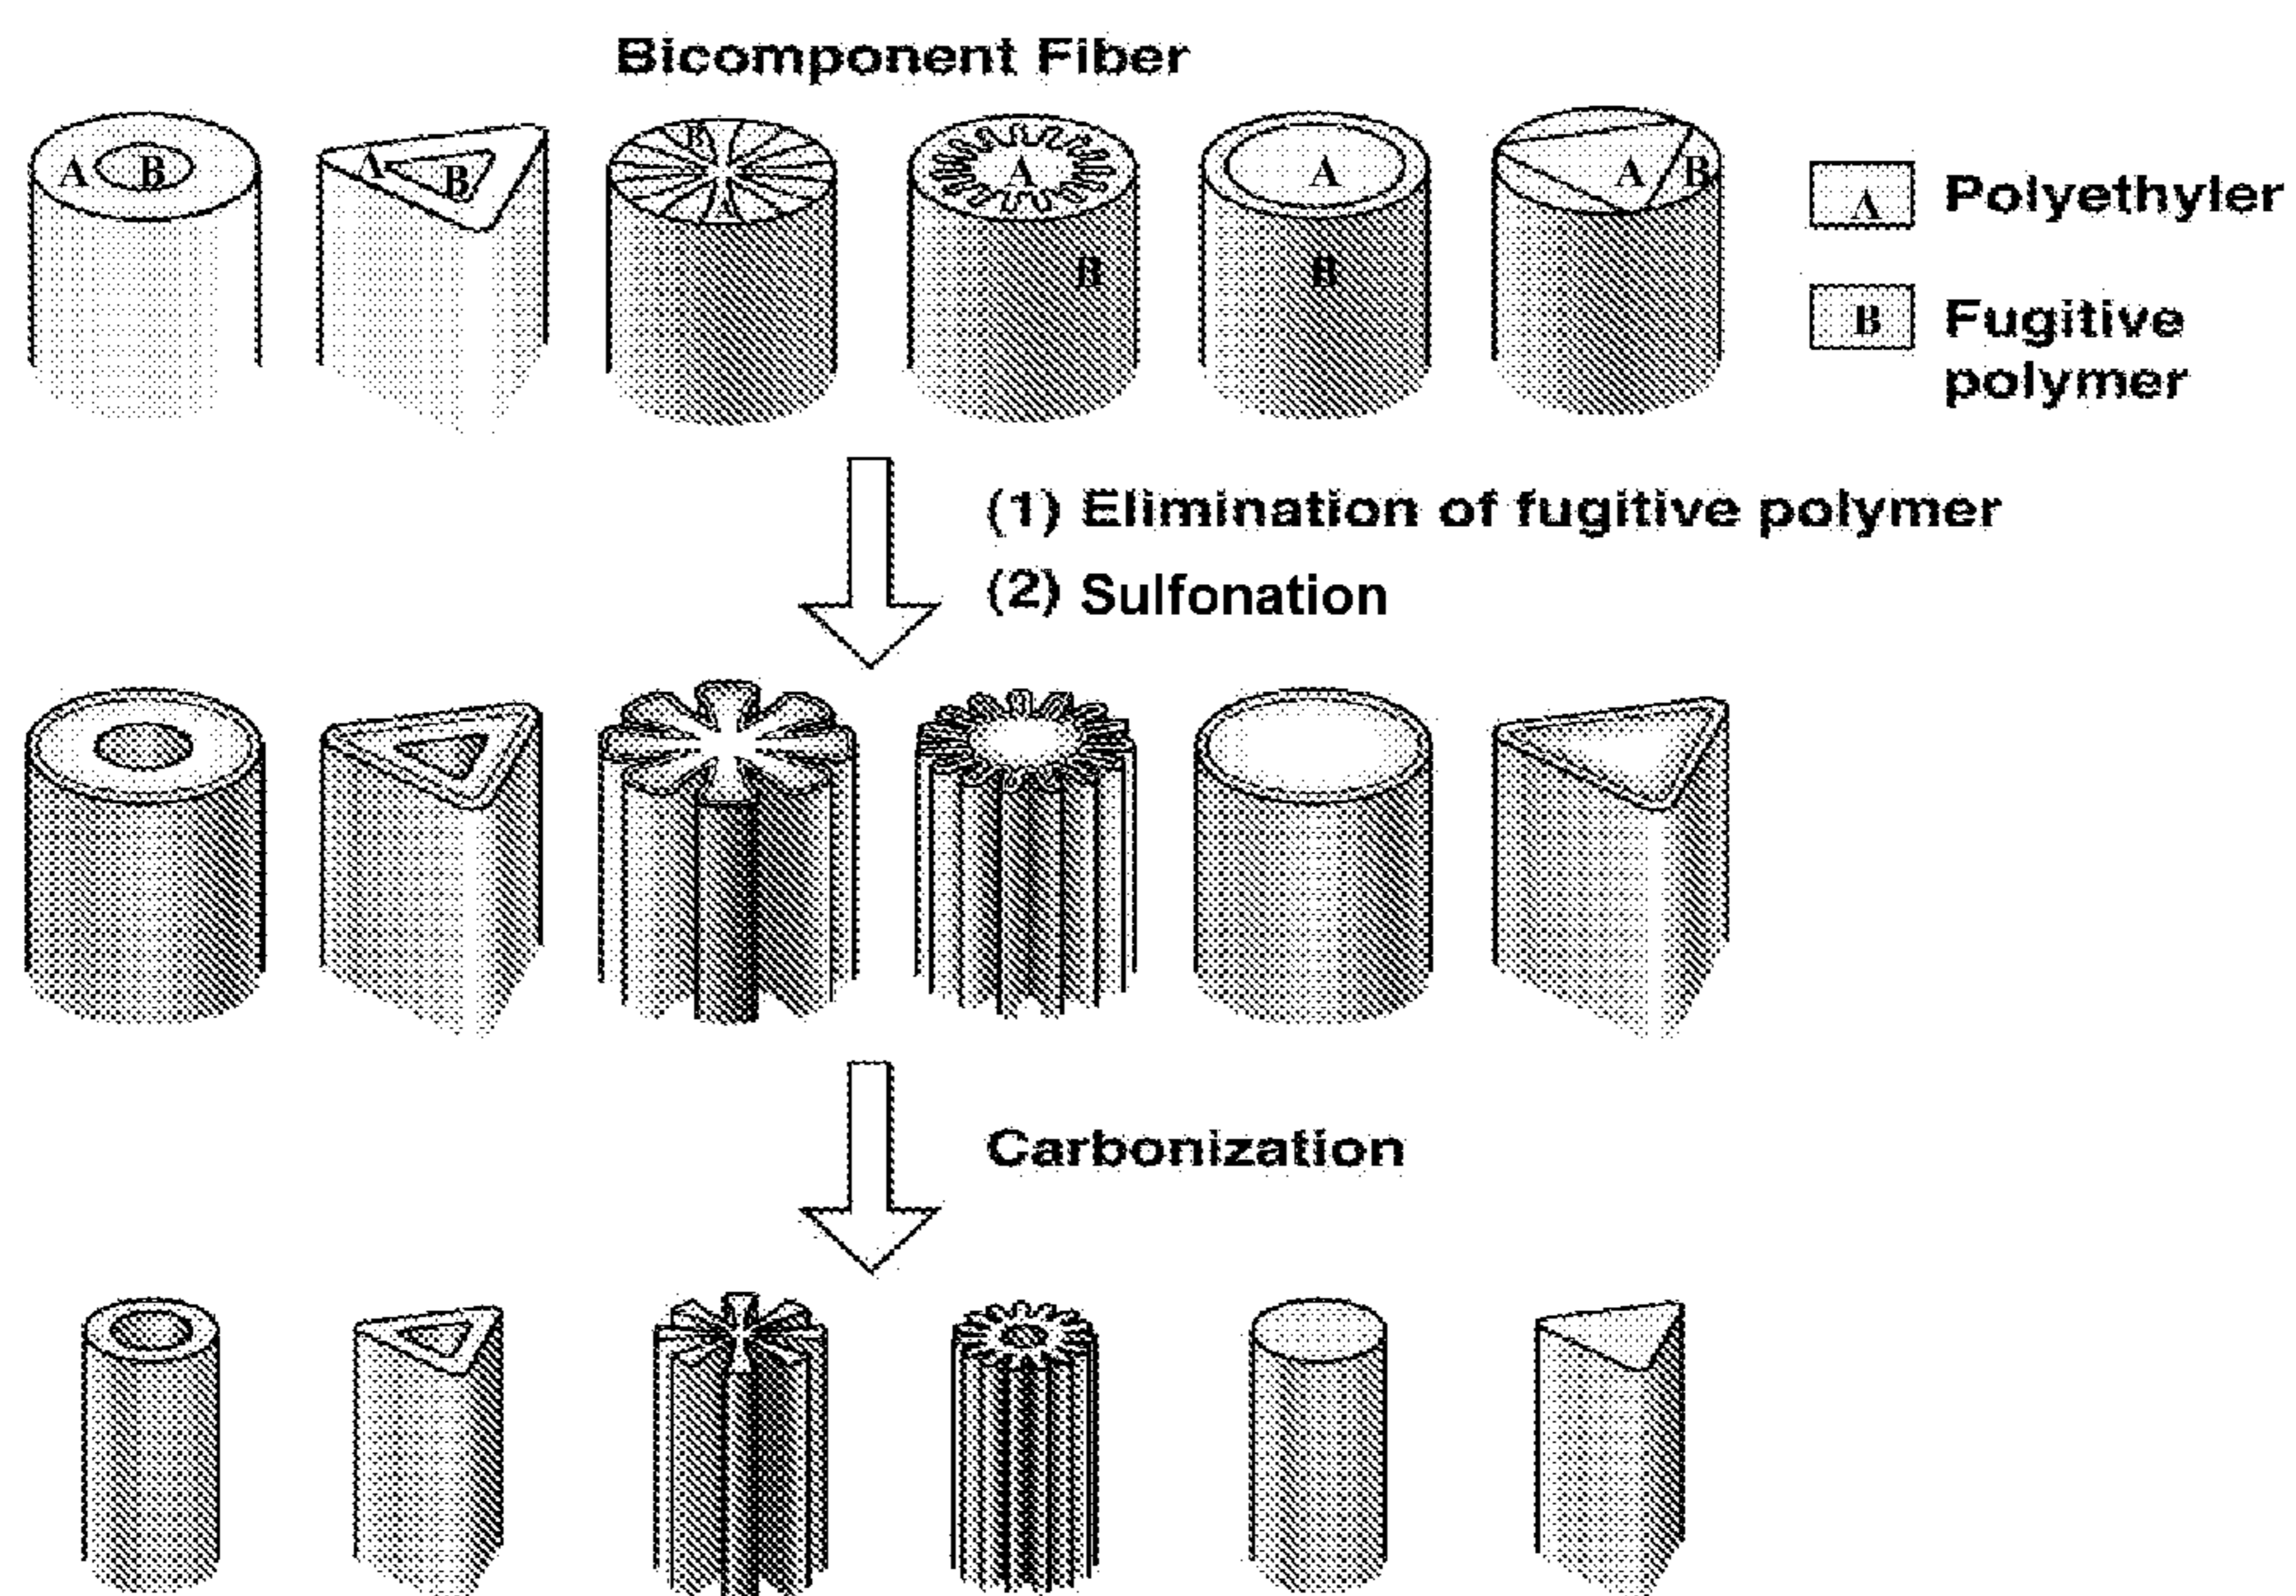 Bicomponent Fiber
A B
A B
B A
A B
A B
A B
A Polyethyler
B Fugitive
polymer
(1) Elimination of fugitive polymer
(2) Sulfonation
Carbonization